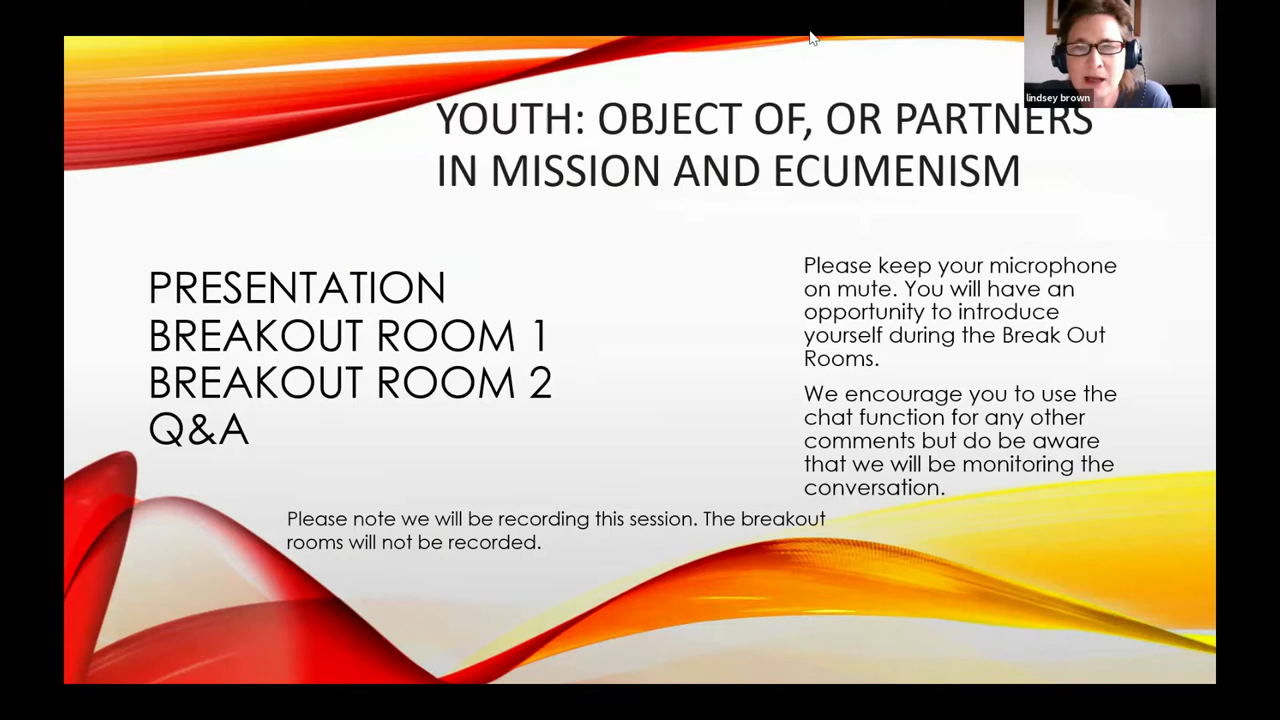 lindsey brown
YOUTH: OBJECT OF, OR PARTNERS
IN MISSION AND ECUMENISM
PRESENTATION
BREAKOUT ROOM 1
BREAKOUT ROOM 2
Q&A
Please keep your microphone
on mute. You will have an
opportunity to introduce
yourself during the Break Out
Rooms.
We encourage you to use the
chat function for any other
comments but do be aware
that we will be monitoring the
conversation.
Please note we will be recording this session. The breakout
rooms will not be recorded.